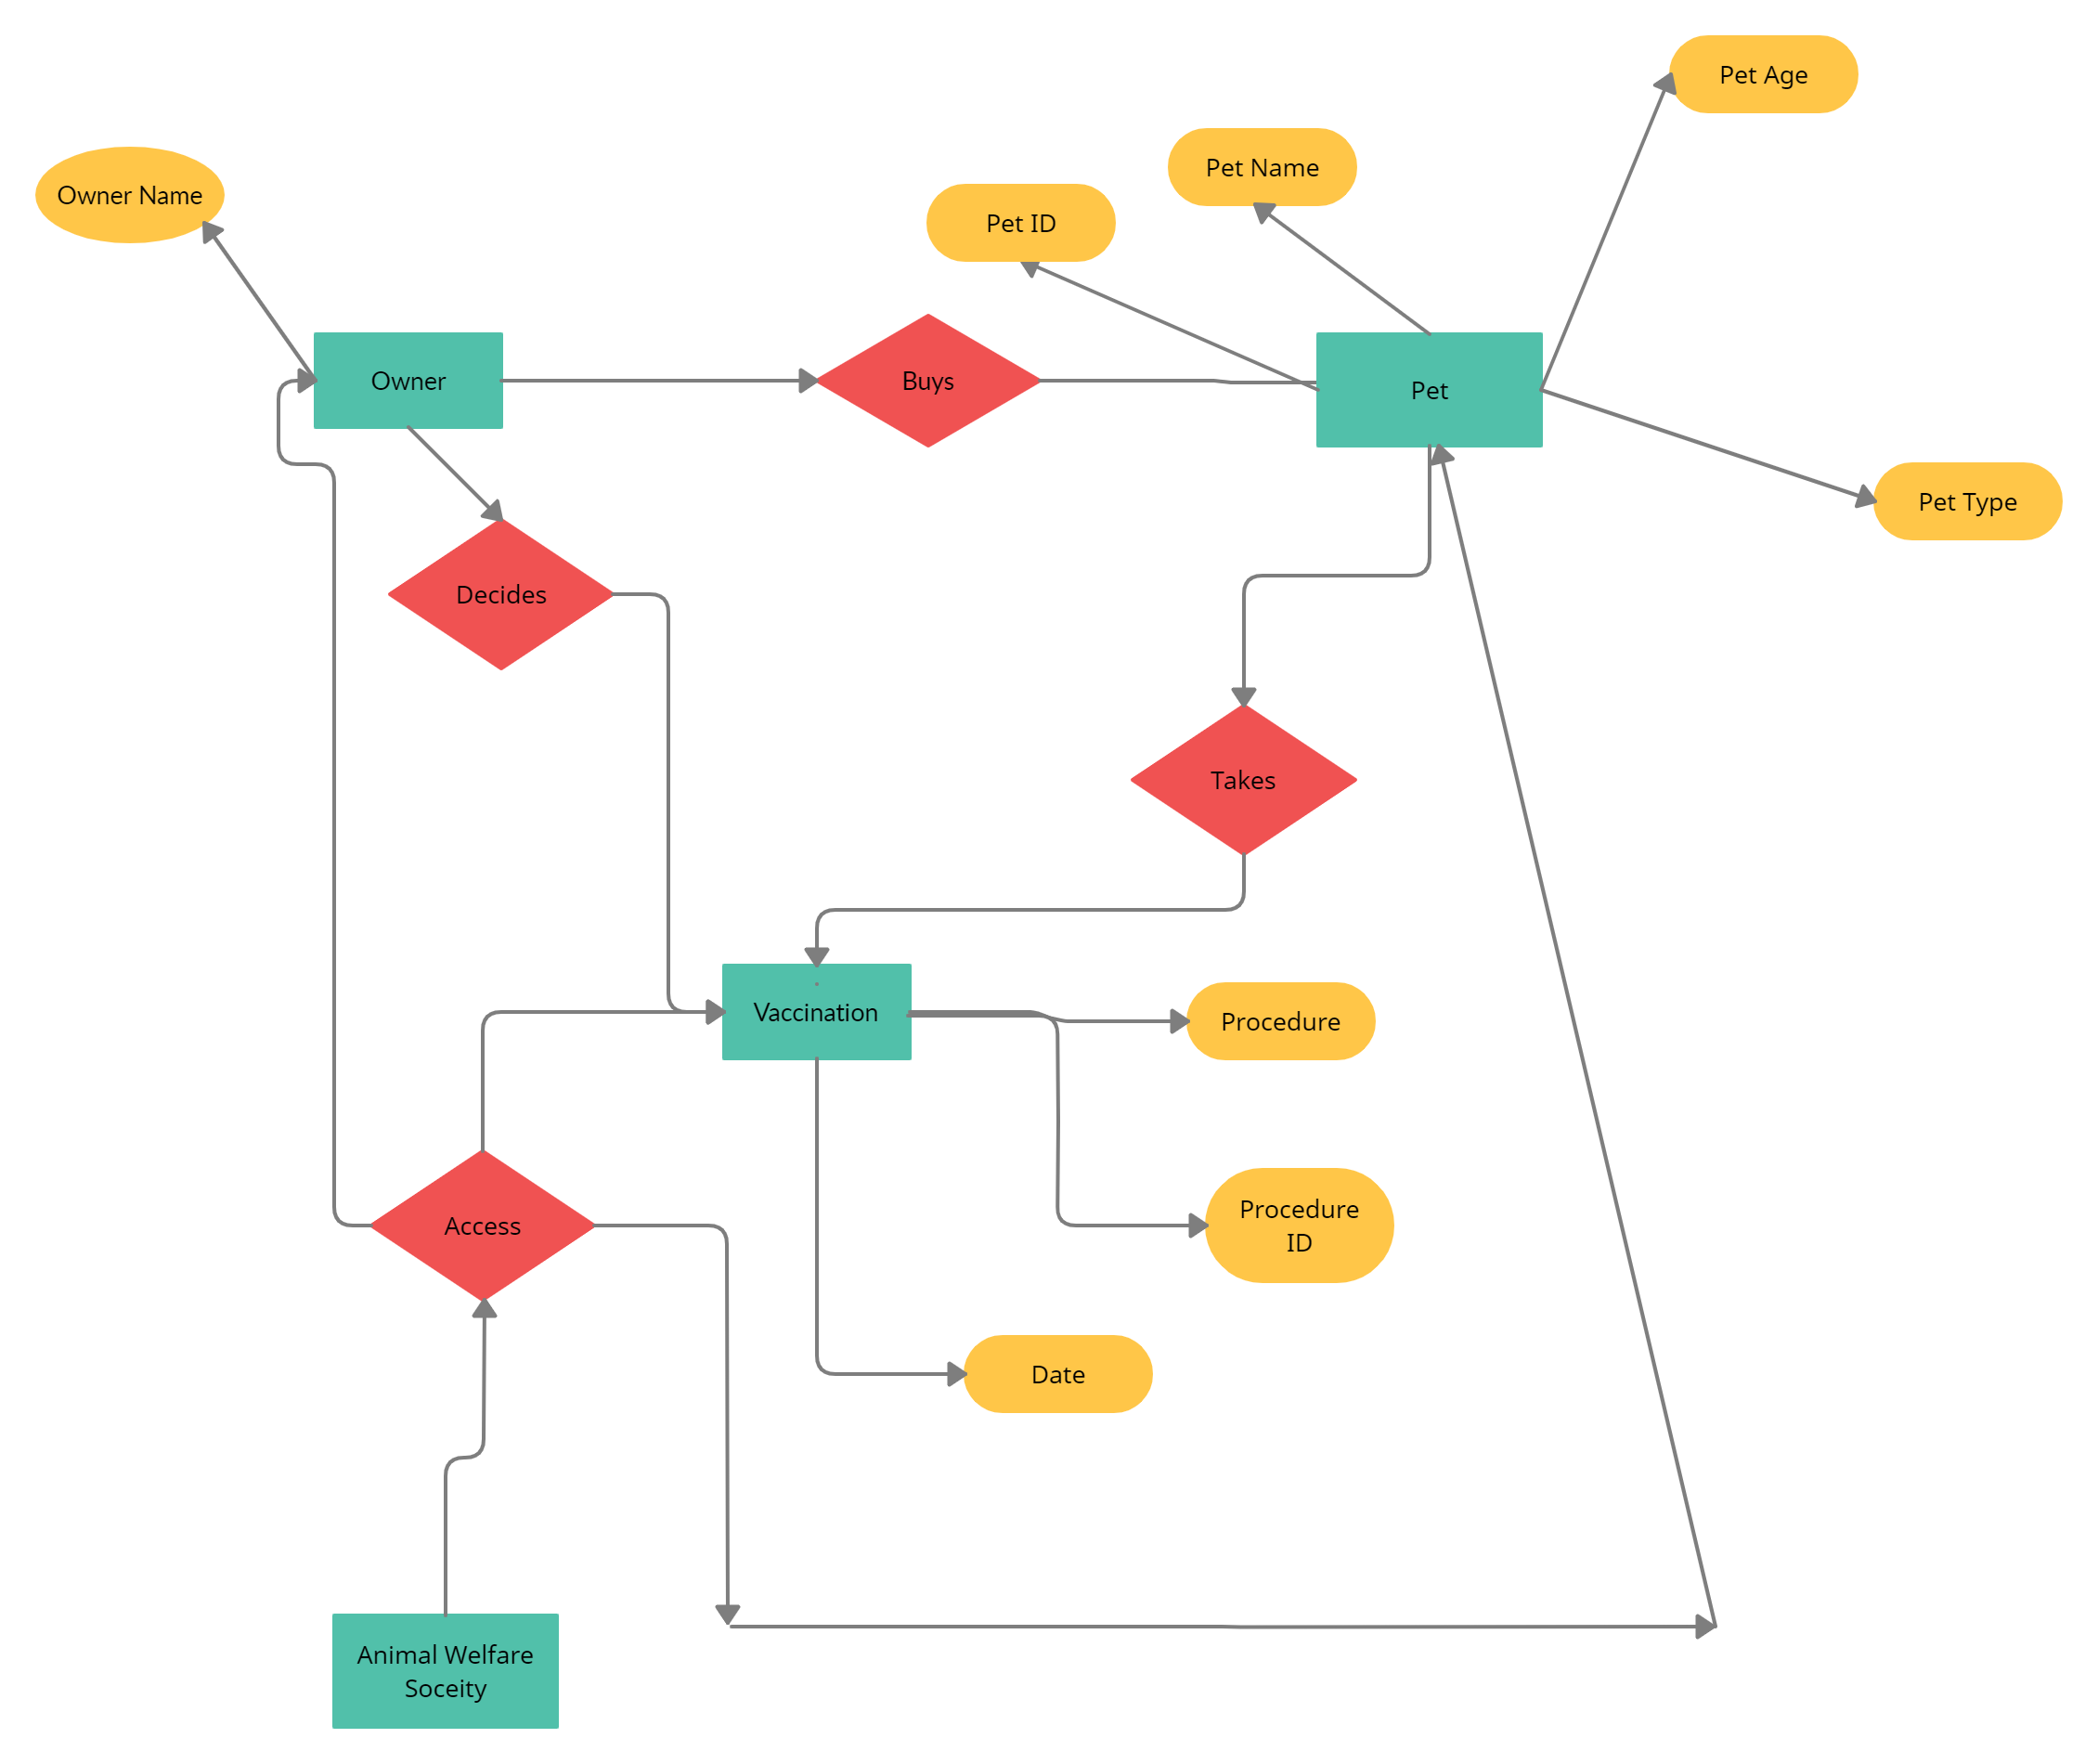 Pet Age
Pet Name
Owner Name
Pet ID
Owner
Buys
Pet
Pet Type
Decides
Takes
Vaccination
Procedure
Procedure
ID
Access
Date
Animal Welfare
Soceity